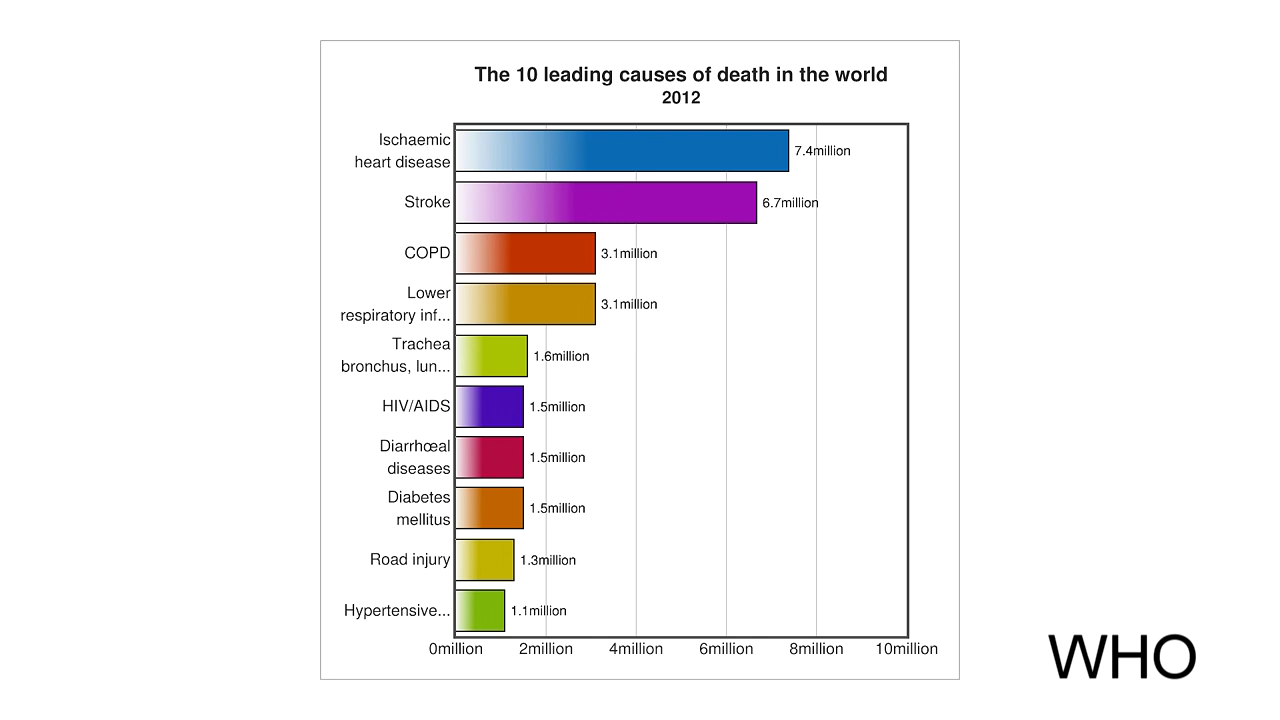 The 10 leading causes of death in the world
2012
Ischaemic
heart disease
7.4million
Stroke
6.7million
COPD
3.1million
Lower
respiratory inf...
3.1million
Trachea
bronchus, lun...
1.6million
HIV/AIDS
1.5million
Diarrhœal
diseases
1.5million
Diabetes
mellitus
1.5million
Road injury
1.3million
Hypertensive...
1.1million
0million 2million 4million 6million 8million 10million
WHO